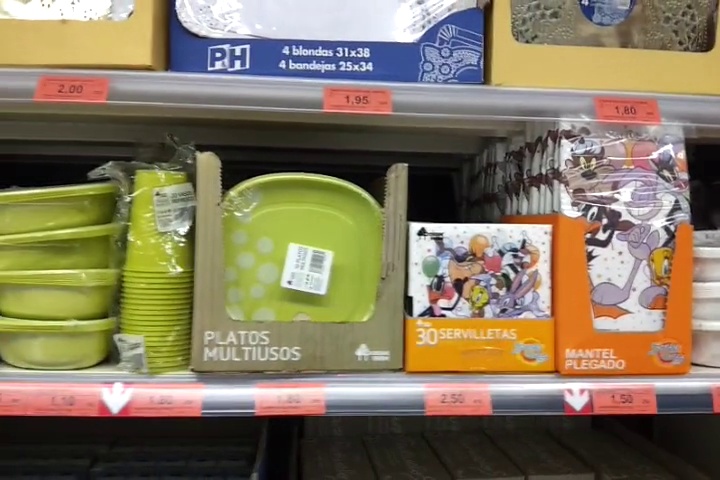 PH
4 blondas 31x38
4 bandejas 25x34
2,00
1,95
1,80
PLATOS
MULTIUSOS
30 SERVILLETAS
MANTEL
PLEGADO
1,10
1,80
1,80
2,50
1,50